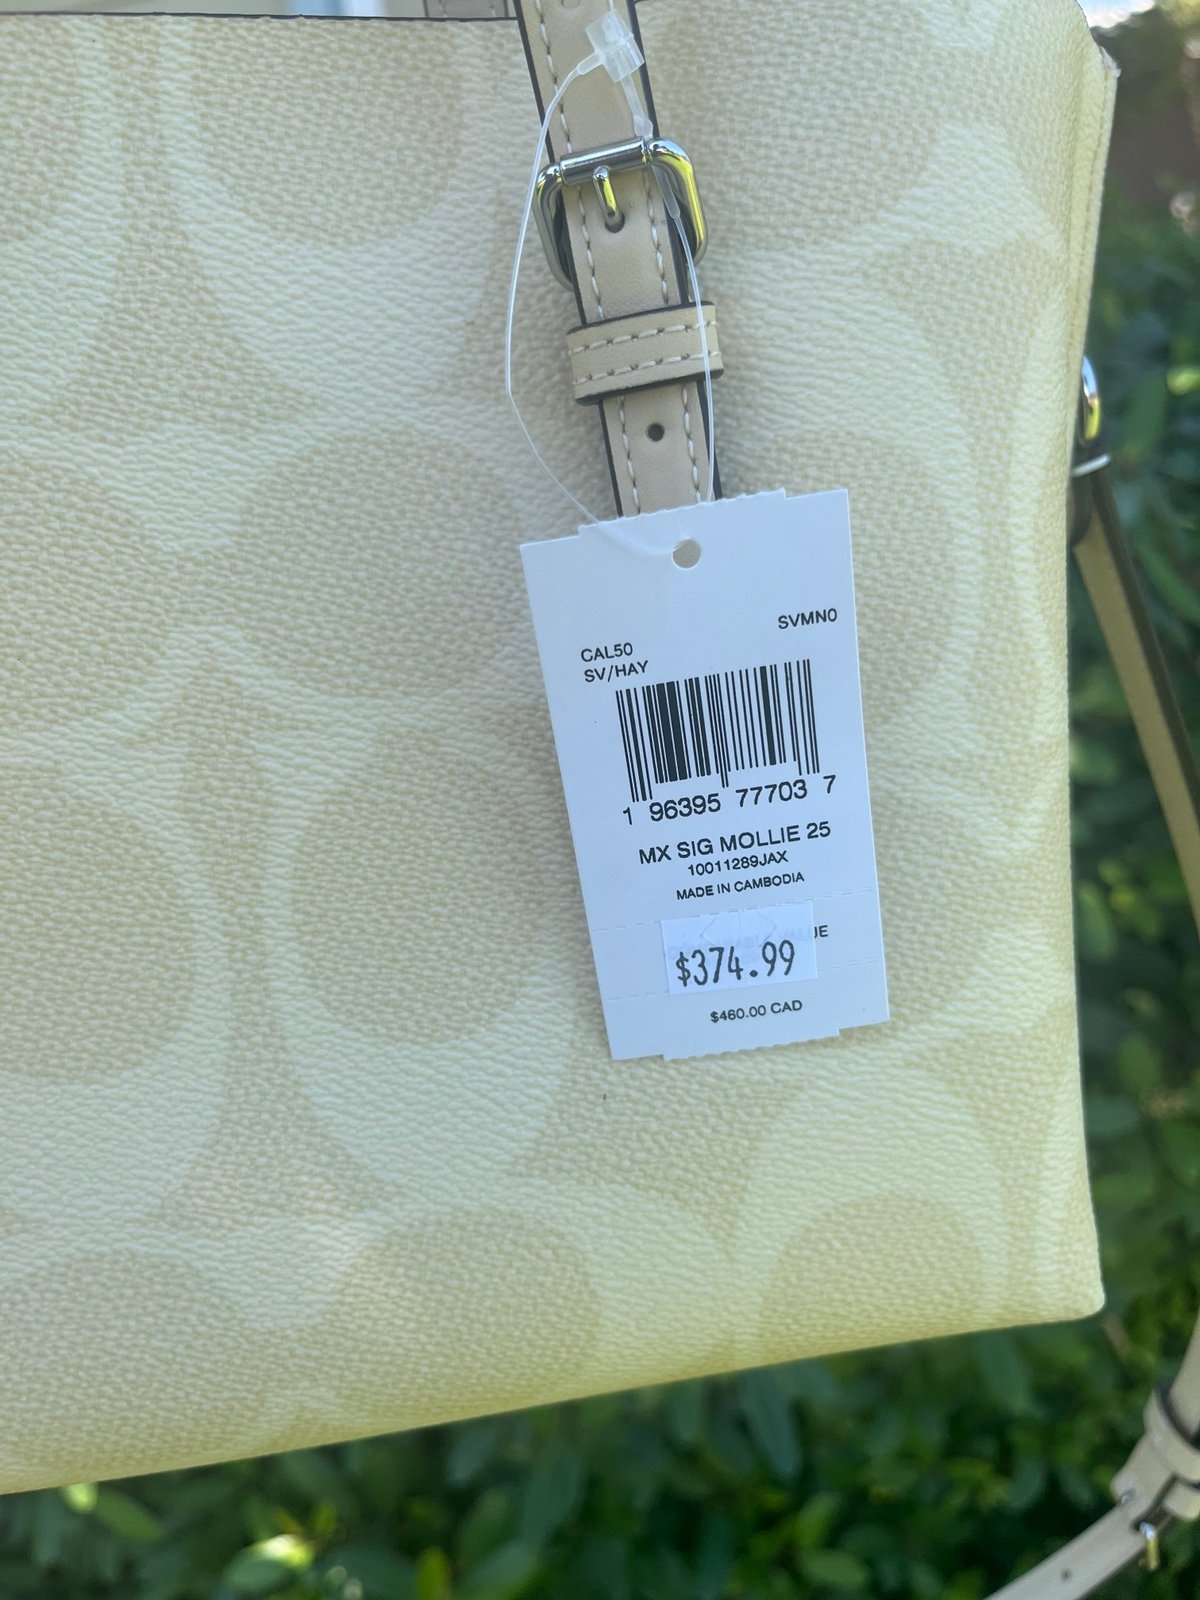 SVMN0
CAL50
SV/HAY
1 96395 77703 7
MX SIG MOLLIE 25
10011289JAX
MADE IN CAMBODIA
$374.99
$460.00 CAD